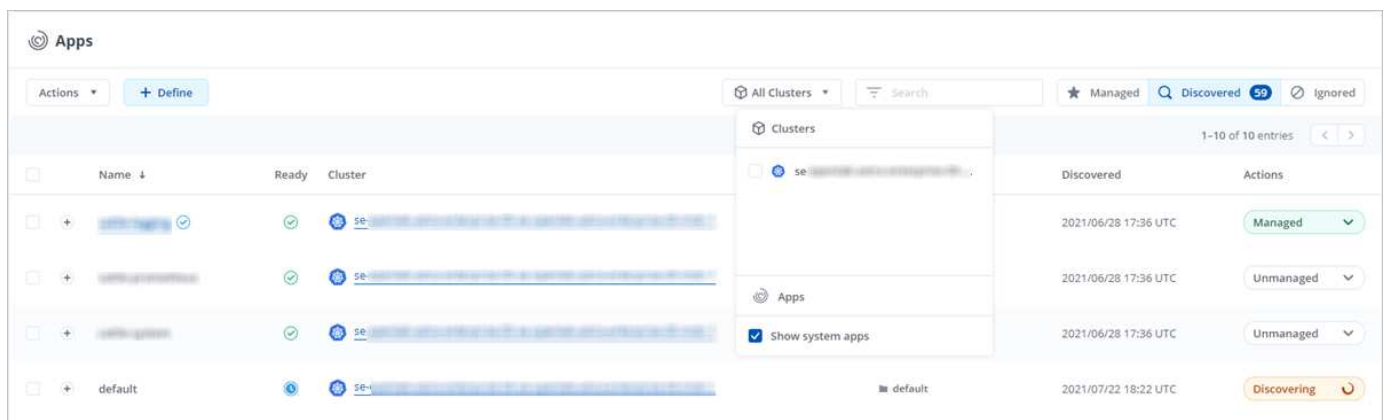 Apps
Actions + Define All Clusters Search Managed Discovered 59 Ignored
Clusters
1–10 of 10 entries
Name Ready Cluster Discovered Actions
se
se- 2021/06/28 17:36 UTC Managed
se- 2021/06/28 17:36 UTC Unmanaged
Apps
se 2021/06/28 17:36 UTC Unmanaged
Show system apps
default se- default 2021/07/22 18:22 UTC Discovering